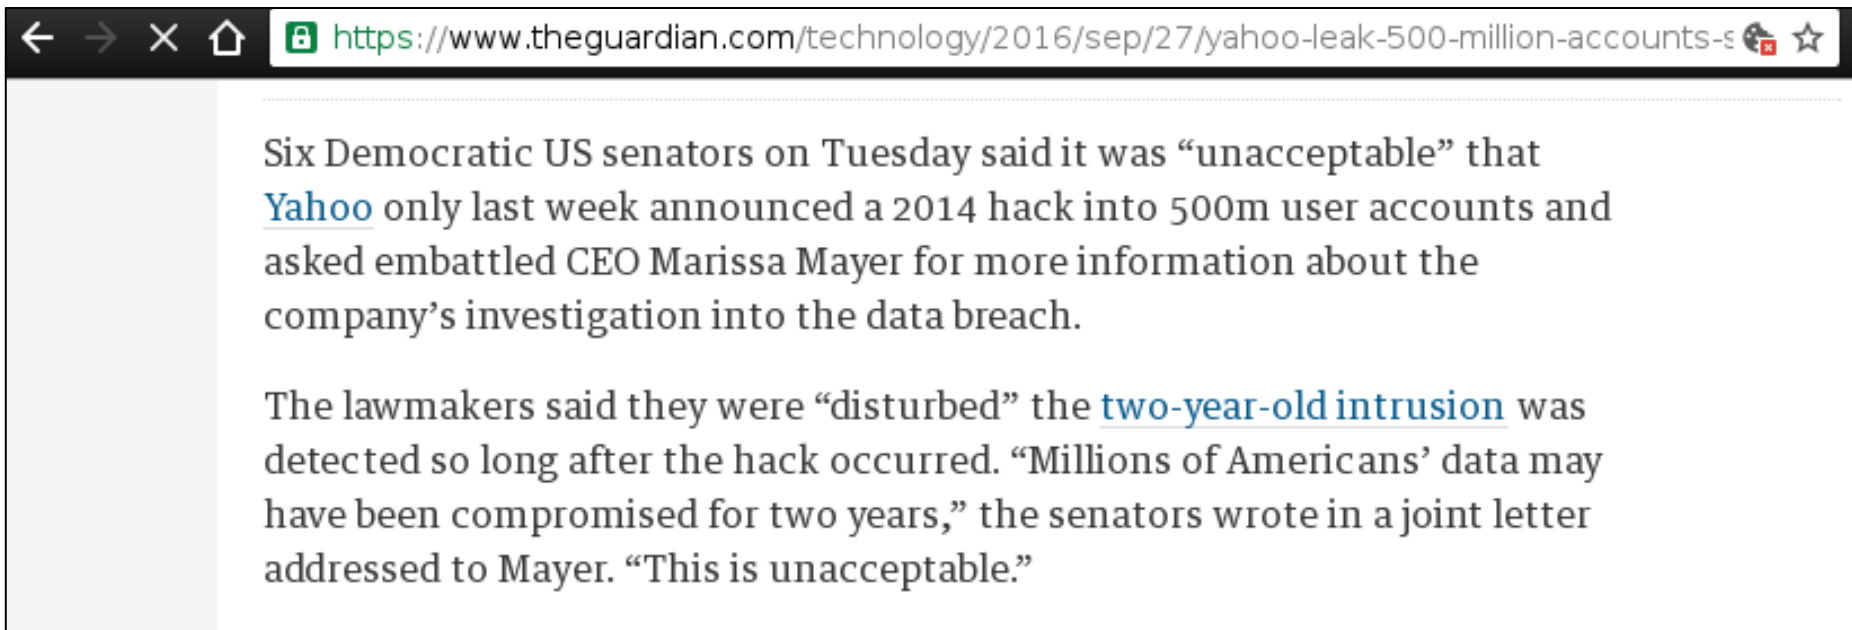 https://www.theguardian.com/technology/2016/sep/27/yahoo-leak-500-million-accounts-s
Six Democratic US senators on Tuesday said it was “unacceptable” that
Yahoo only last week announced a 2014 hack into 500m user accounts and
asked embattled CEO Marissa Mayer for more information about the
company’s investigation into the data breach.
The lawmakers said they were “disturbed” the two-year-old intrusion was
detected so long after the hack occurred. “Millions of Americans’ data may
have been compromised for two years,” the senators wrote in a joint letter
addressed to Mayer. “This is unacceptable.”